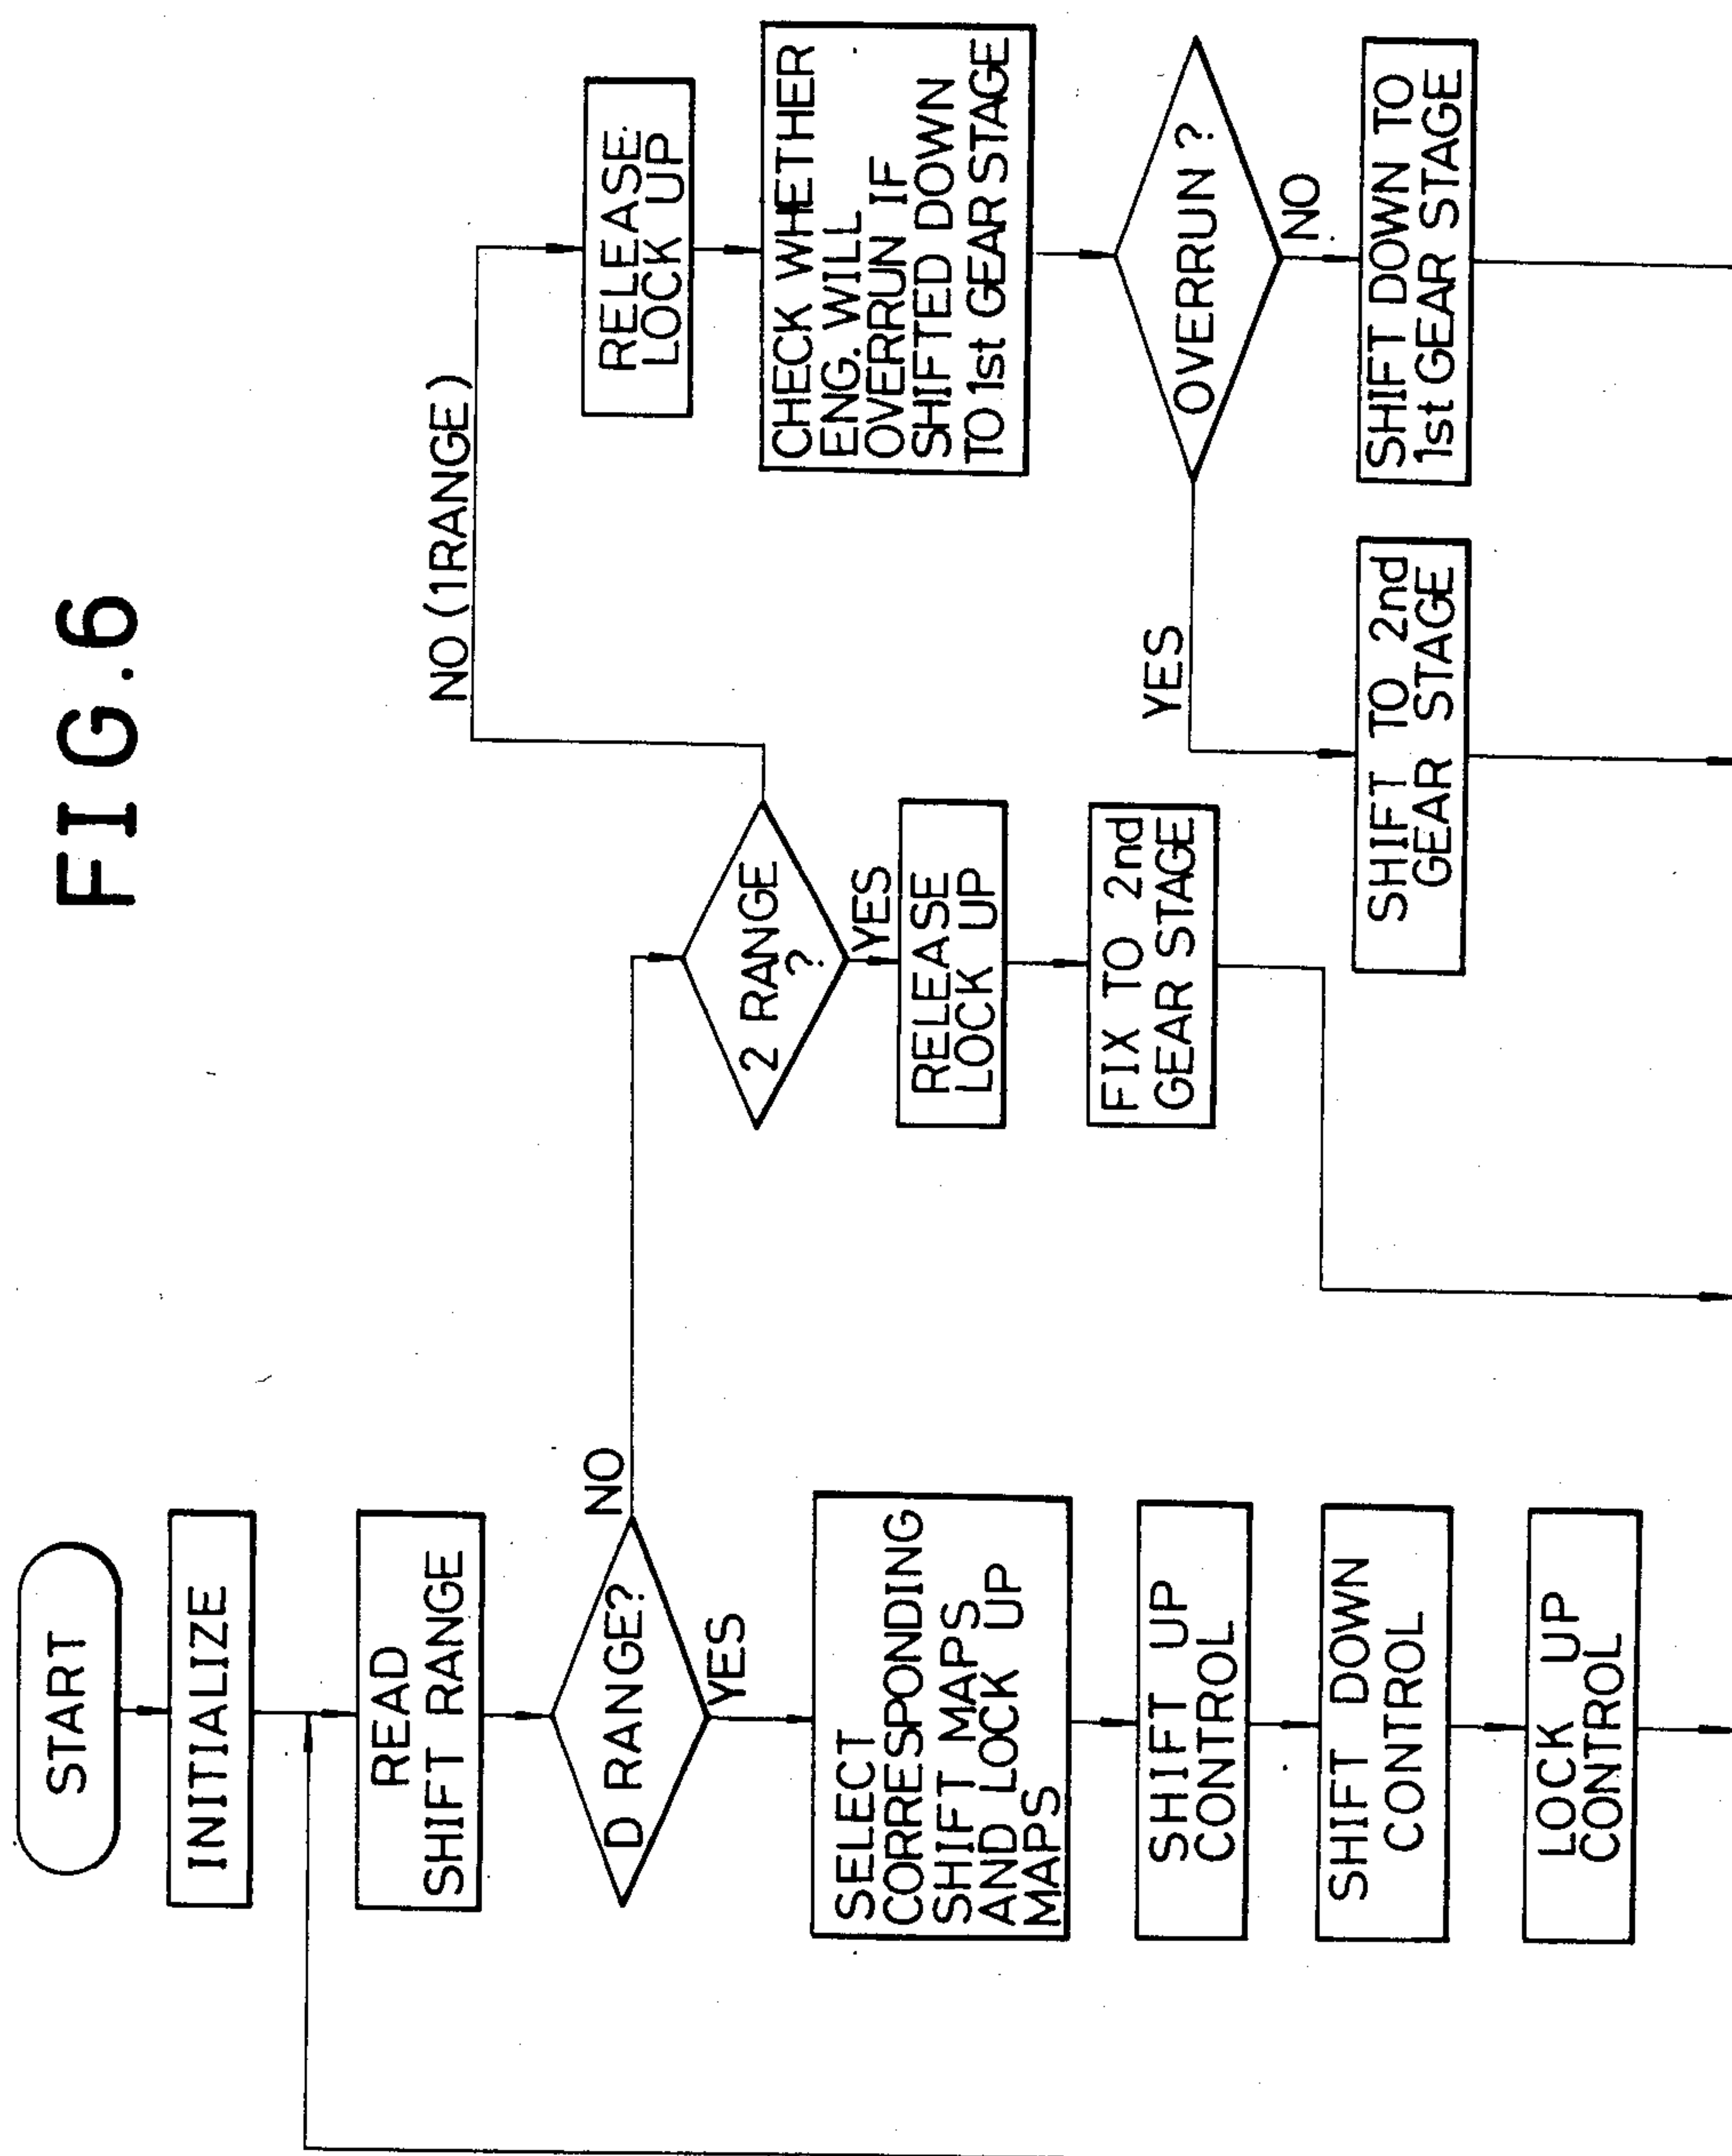 FIG.6
START
INITIALIZE
READ
SHIFT RANGE
D RANGE?
NO
YES
SELECT
CORRESPONDING
SHIFT MAPS
AND LOCK UP
MAPS
SHIFT UP
CONTROL
SHIFT DOWN
CONTROL
LOCK UP
CONTROL
2 RANGE
?
YES
RELEASE
LOCK UP
FIX TO 2nd
GEAR STAGE
NO (1RANGE)
RELEASE
LOCK UP
CHECK WHETHER
ENG. WILL
OVERRUN IF
SHIFTED DOWN
TO 1st GEAR STAGE
OVERRUN ?
YES
NO
SHIFT TO 2nd
GEAR STAGE
SHIFT DOWN TO
1st GEAR STAGE